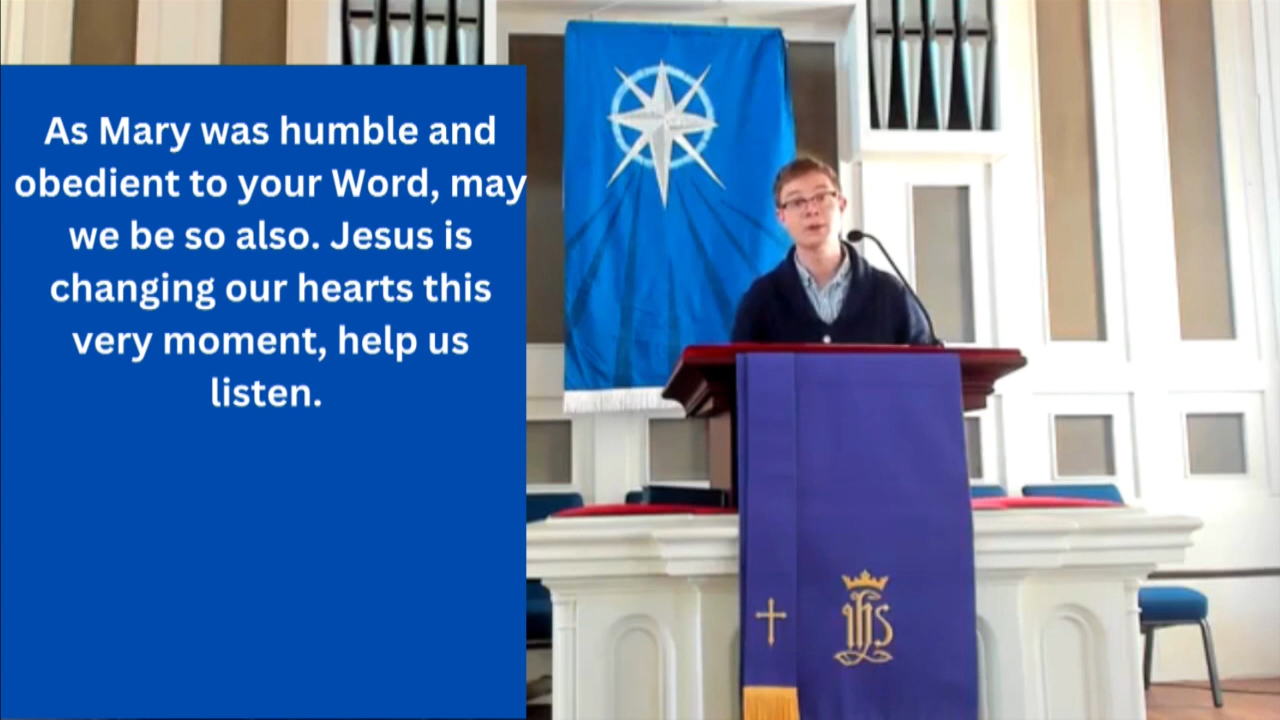 As Mary was humble and
obedient to your Word, may
we be so also. Jesus is
changing our hearts this
very moment, help us
listen.
IHS